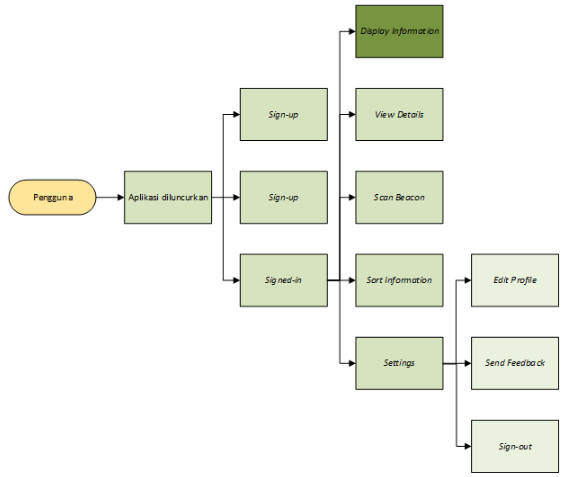 Display Information
Sign-up
View Details
Pengguna
Aplikasi diluncurkan
Sign-up
Scan Beacon
Signed-in
Sort Information
Edit Profile
Settings
Send Feedback
Sign-out